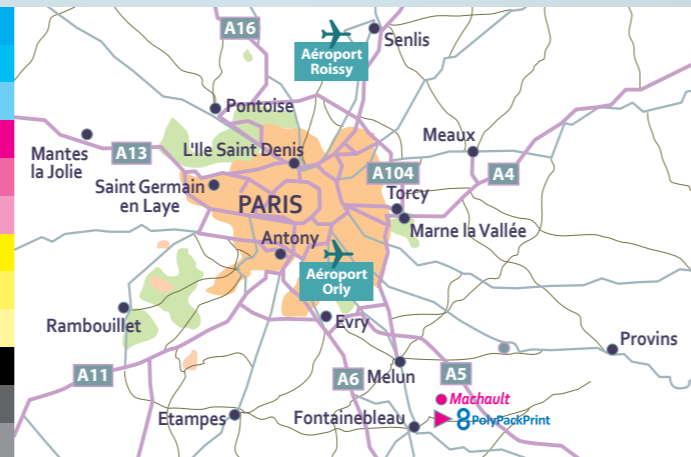 A16
Aéroport
Roissy
Senlis
Pontoise
Mantes
la Jolie
A13
L'Ile Saint Denis
Meaux
A104
A4
Saint Germain
en Laye
PARIS
Torcy
Marne la Vallée
Antony
Aéroport
Orly
Rambouillet
Evry
Provins
A11
A6
Melun
A5
Machault
Etampes
Fontainebleau
PolyPackPrint